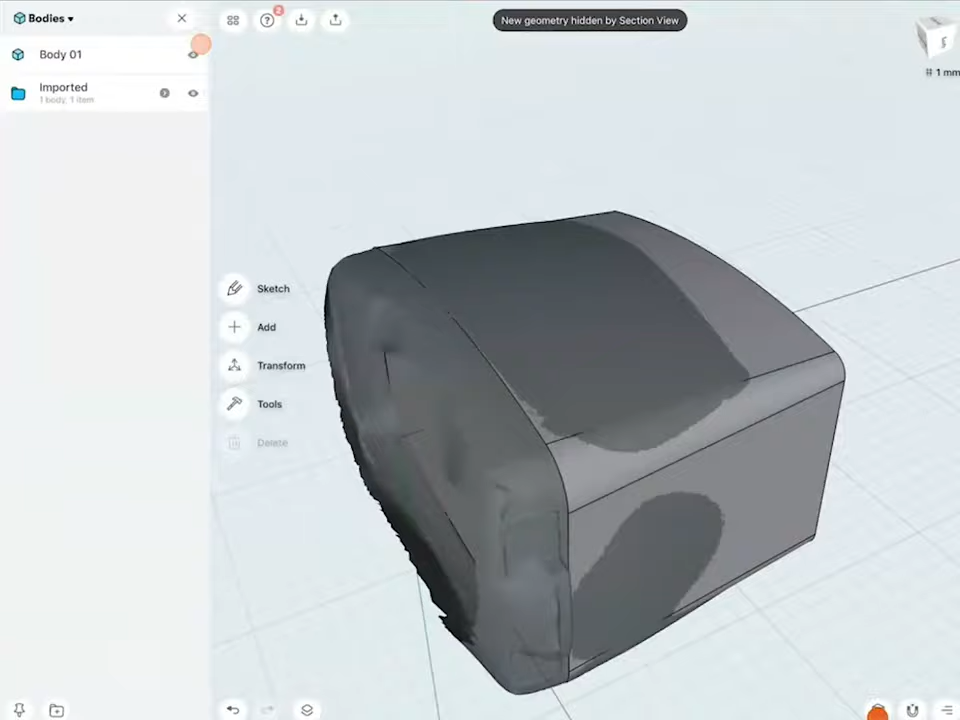 Bodies
2
New geometry hidden by Section View
Body 01
1 mm
Imported
1 body, 1 item
Sketch
Add
Transform
Tools
Delete